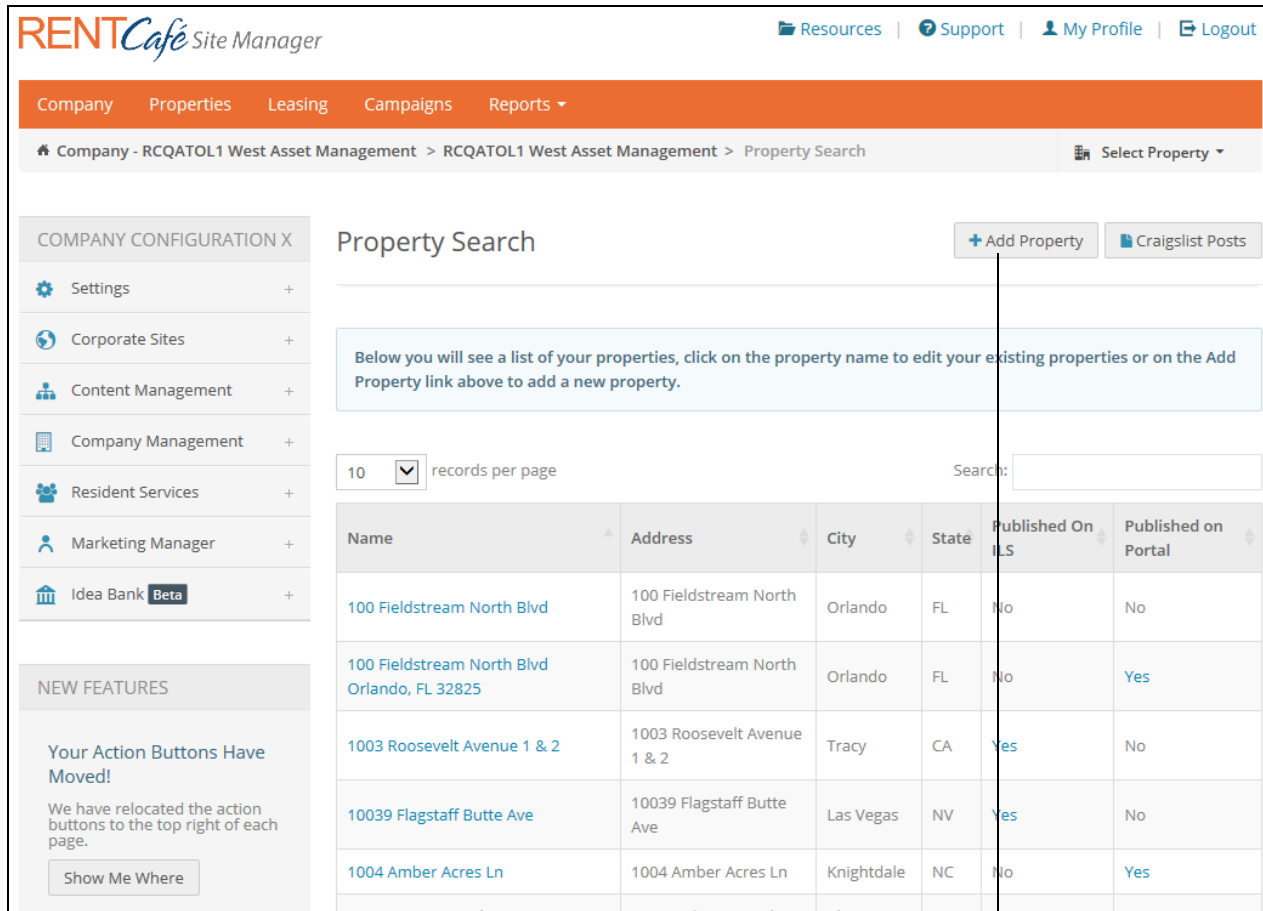 RENTCafé Site Manager
Resources | Support | My Profile | Logout
Company Properties Leasing Campaigns Reports
Company - RCQATOL1 West Asset Management > RCQATOL1 West Asset Management > Property Search
Select Property
COMPANY CONFIGURATION X
Settings +
Corporate Sites +
Content Management +
Company Management +
Resident Services +
Marketing Manager +
Idea Bank Beta +
NEW FEATURES
Your Action Buttons Have
Moved!
We have relocated the action
buttons to the top right of each
page.
Show Me Where
Property Search
+ Add Property
Craigslist Posts
Below you will see a list of your properties, click on the property name to edit your existing properties or on the Add
Property link above to add a new property.
10 records per page
Search:
Name Address City State Published On ILS Published on Portal
100 Fieldstream North Blvd 100 Fieldstream North Blvd Orlando FL No No
100 Fieldstream North Blvd Orlando, FL 32825 100 Fieldstream North Blvd Orlando FL No Yes
1003 Roosevelt Avenue 1 & 2 1003 Roosevelt Avenue 1 & 2 Tracy CA Yes No
10039 Flagstaff Butte Ave 10039 Flagstaff Butte Ave Las Vegas NV Yes No
1004 Amber Acres Ln 1004 Amber Acres Ln Knightdale NC No Yes